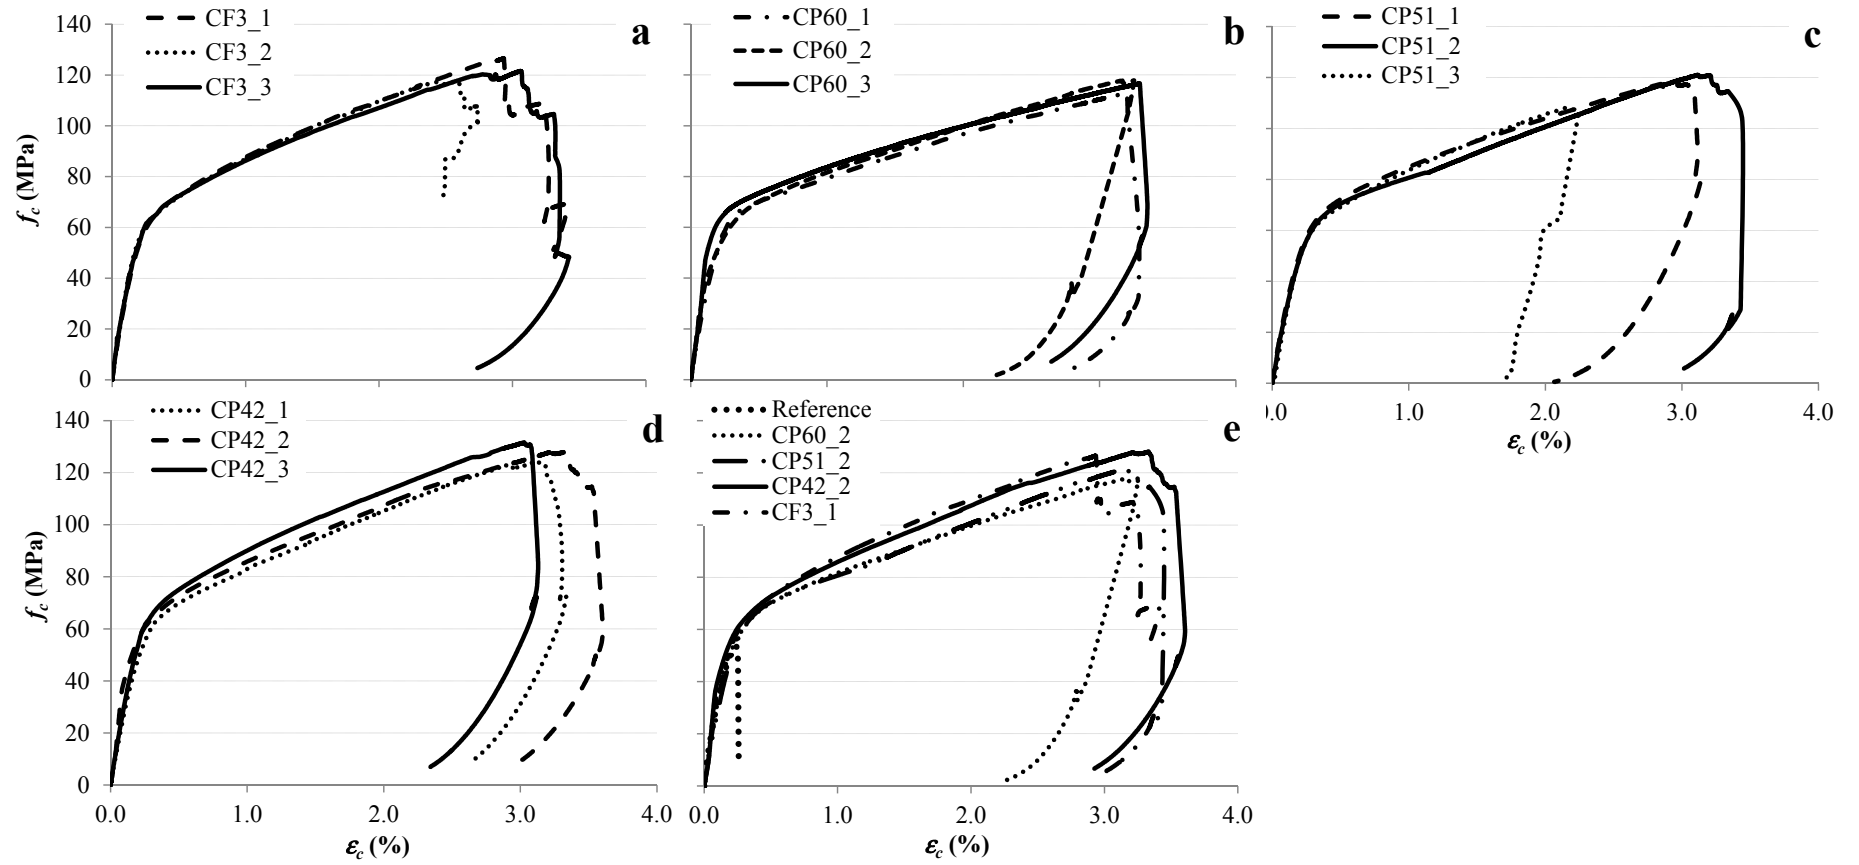 CF3_1
CF3_2
CF3_3
a
140
120
100
80
60
40
20
0
f_c (MPa)
CP60_1
CP60_2
CP60_3
b
CP51_1
CP51_2
CP51_3
c
0.0 1.0 2.0 3.0 4.0
ε_c (%)
CP42_1
CP42_2
CP42_3
d
140
120
100
80
60
40
20
0
f_c (MPa)
0.0 1.0 2.0 3.0 4.0
ε_c (%)
Reference
CP60_2
CP51_2
CP42_2
CF3_1
e
0.0 1.0 2.0 3.0 4.0
ε_c (%)